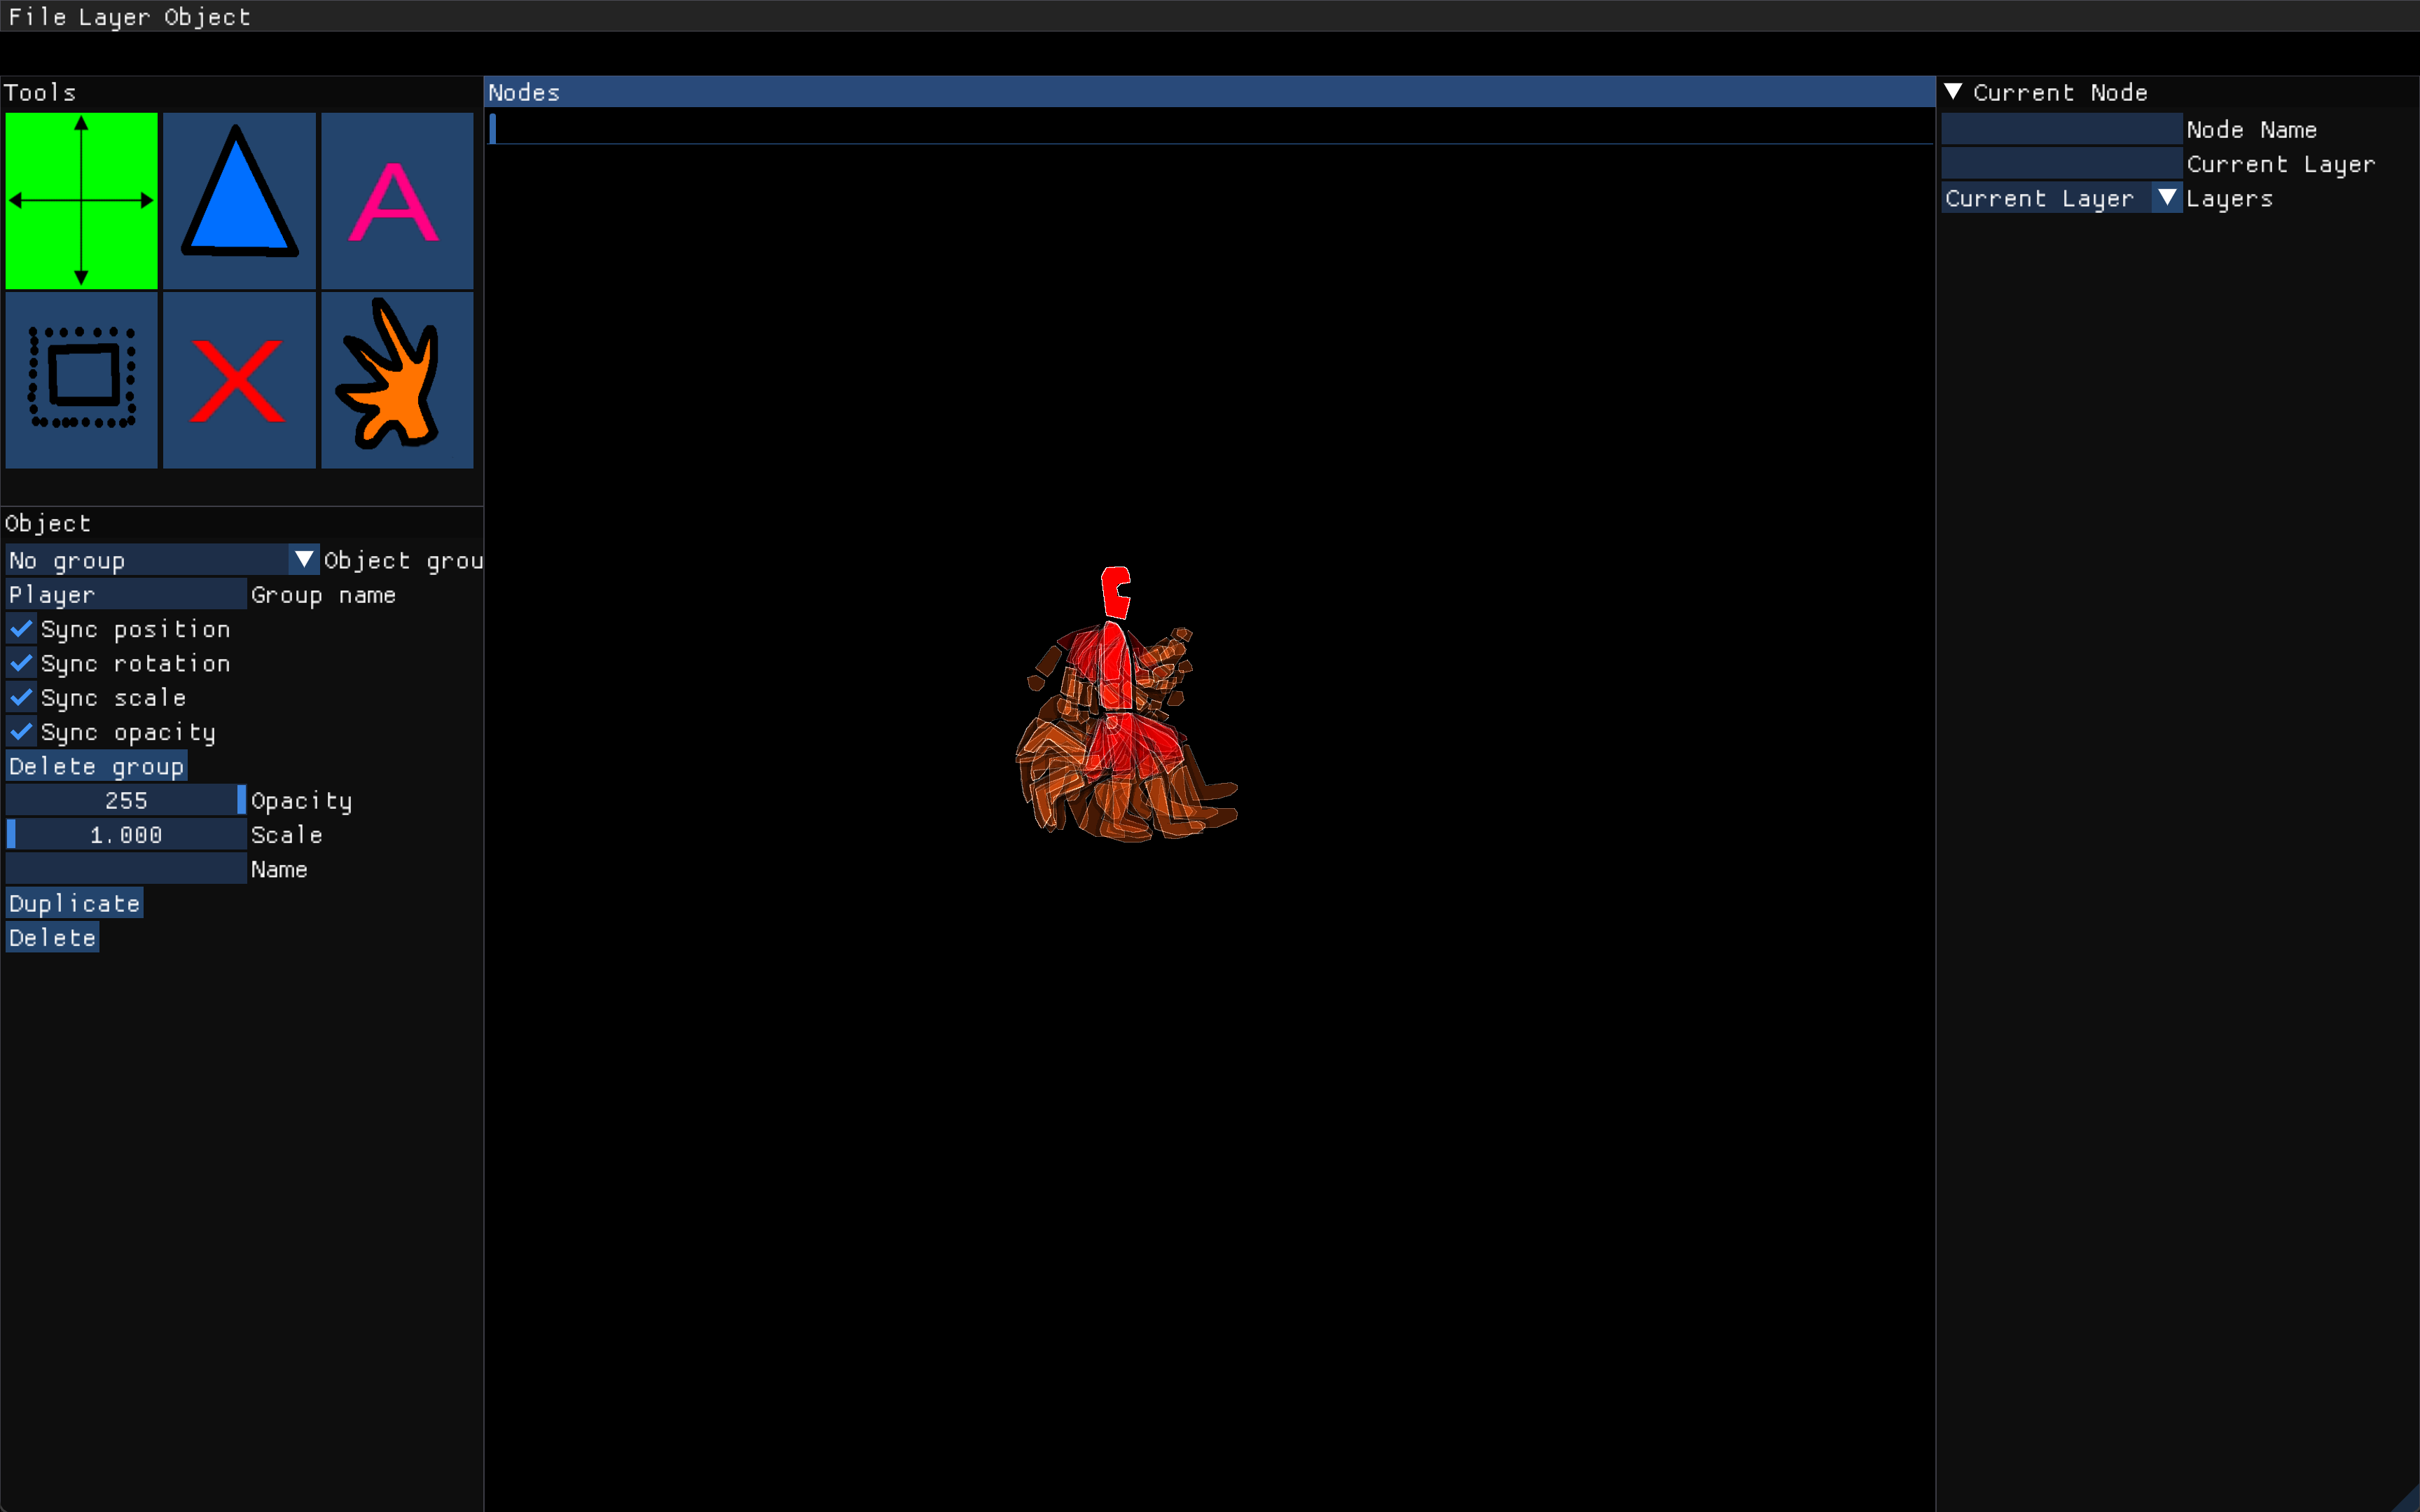 File Layer Object
Tools
Nodes
Current Node
Node Name
Current Layer
Current Layer Layers
A
X
Object
No group Object grou
Player Group name
Sync position
Sync rotation
Sync scale
Sync opacity
Delete group
255 Opacity
1.000 Scale
Name
Duplicate
Delete